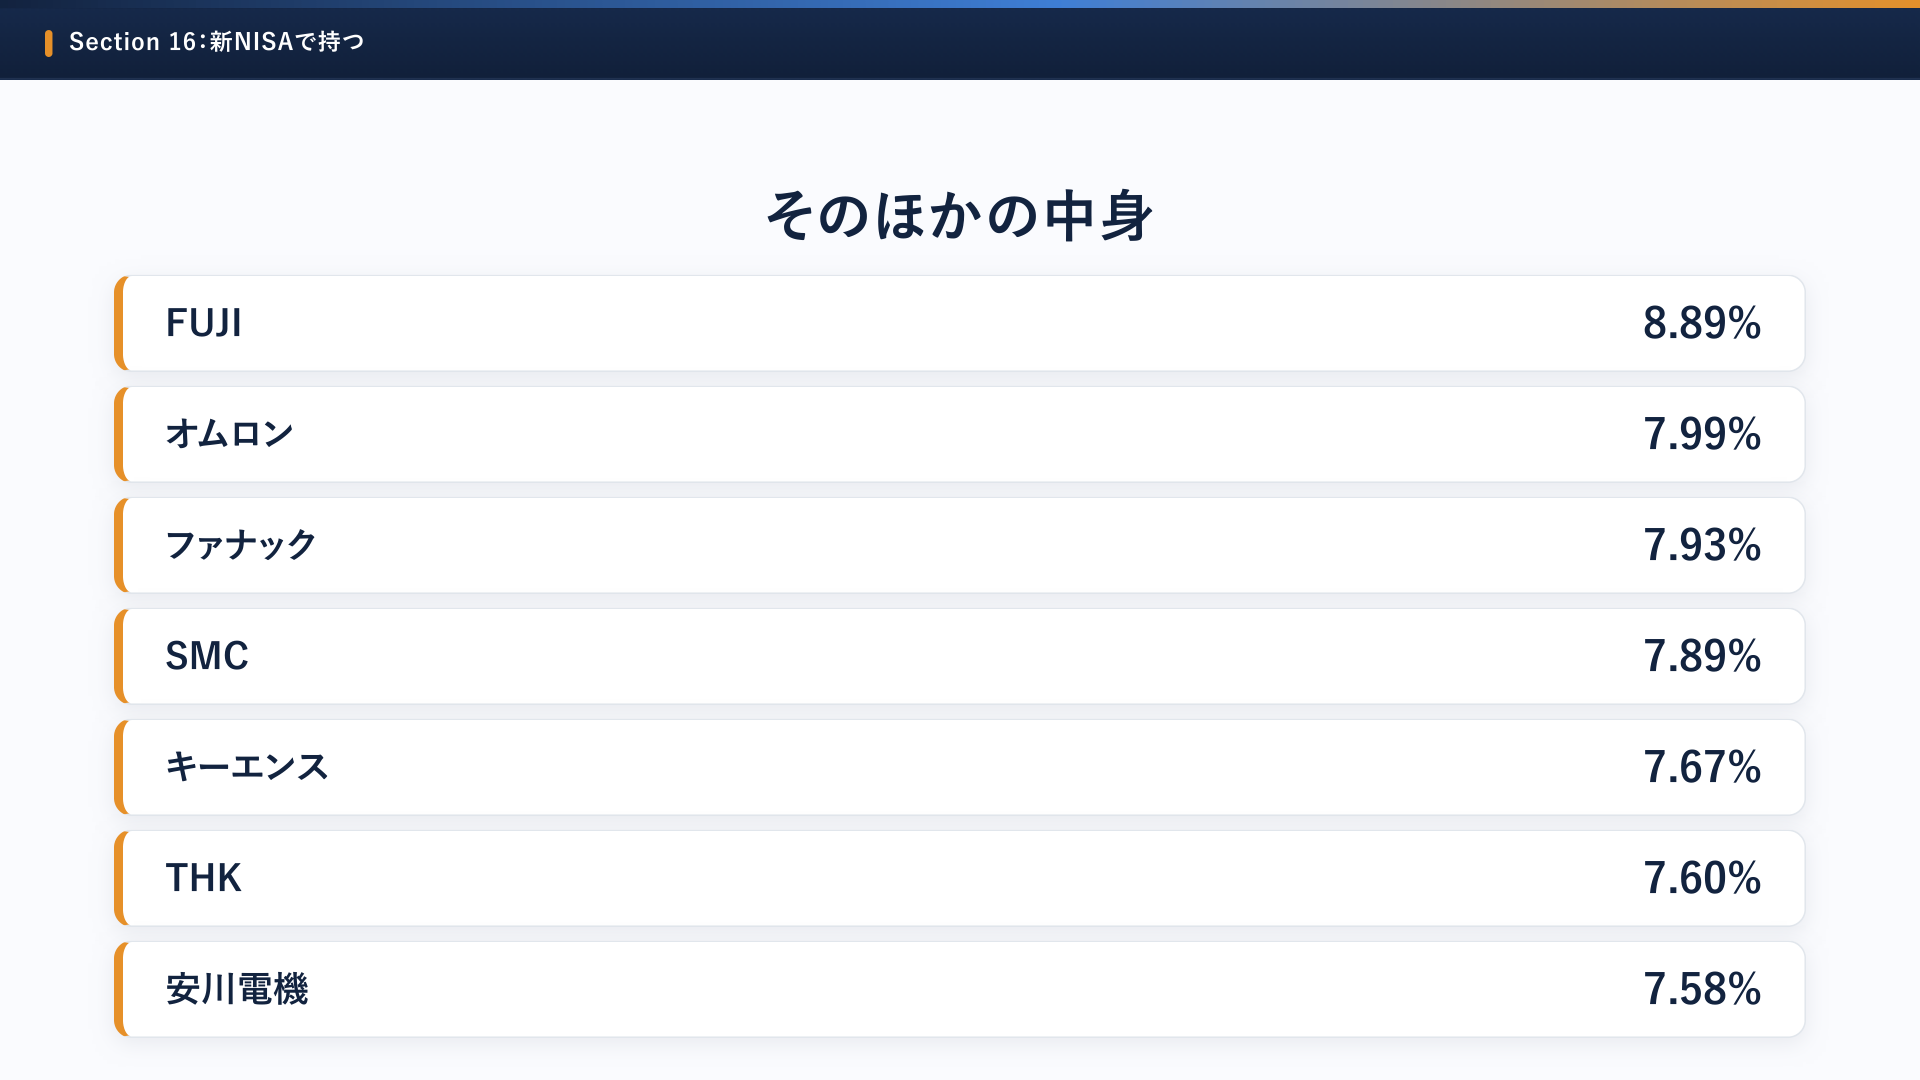 Section 16：新NISAで持つ
そのほかの中身
FUJI 8.89%
オムロン 7.99%
ファナック 7.93%
SMC 7.89%
キーエンス 7.67%
THK 7.60%
安川電機 7.58%